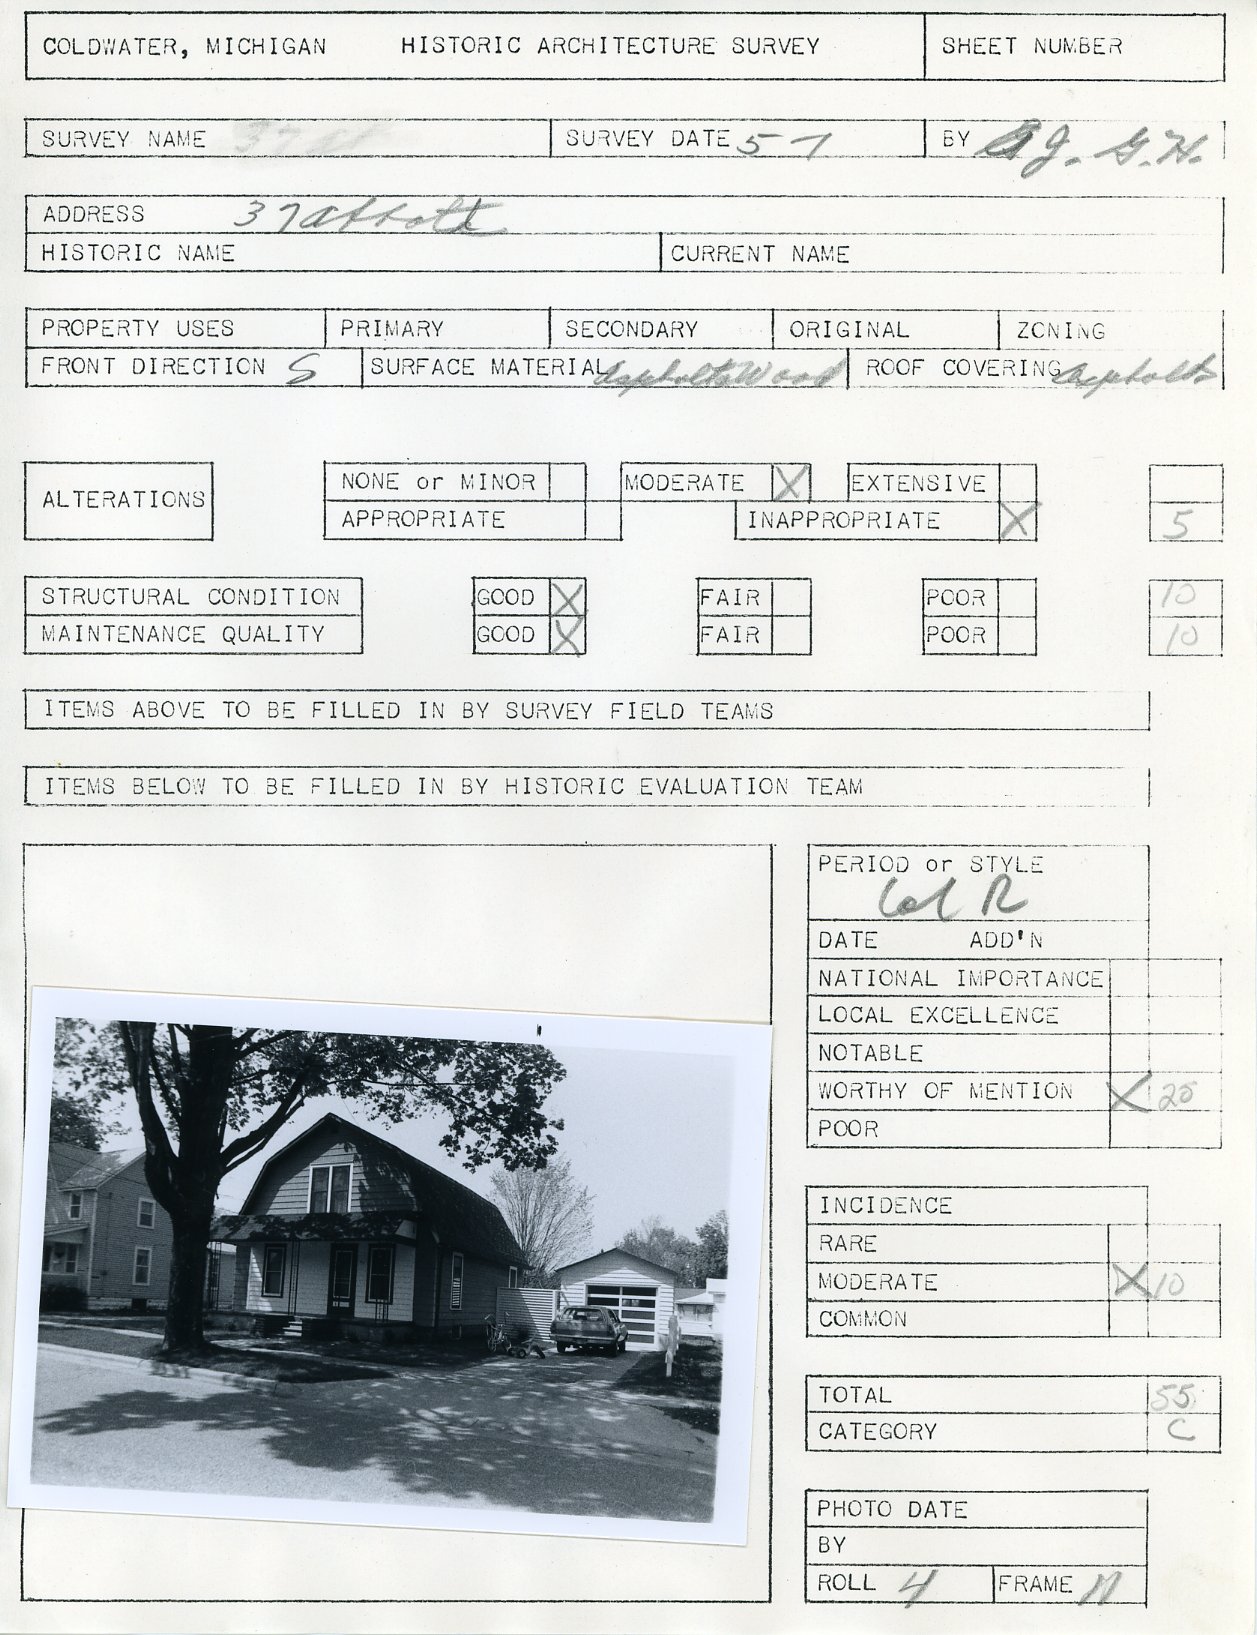 COLDWATER, MICHIGAN HISTORIC ARCHITECTURE SURVEY SHEET NUMBER
SURVEY NAME 37 SURVEY DATE 5-7 BY J. G.H.
ADDRESS 37 Abbott
HISTORIC NAME CURRENT NAME
PROPERTY USES PRIMARY SECONDARY ORIGINAL ZONING
FRONT DIRECTION S SURFACE MATERIAL Wood ROOF COVERING
NONE or MINOR MODERATE X EXTENSIVE
ALTERATIONS
APPROPRIATE INAPPROPRIATE X 5
STRUCTURAL CONDITION GOOD X FAIR POOR 10
MAINTENANCE QUALITY GOOD X FAIR POOR 10
ITEMS ABOVE TO BE FILLED IN BY SURVEY FIELD TEAMS
ITEMS BELOW TO BE FILLED IN BY HISTORIC EVALUATION TEAM
PERIOD or STYLE
Col R
DATE ADD'N
NATIONAL IMPORTANCE
LOCAL EXCELLENCE
NOTABLE
WORTHY OF MENTION X 20
POOR
INCIDENCE
RARE
MODERATE X 10
COMMON
TOTAL 55
CATEGORY C
PHOTO DATE
BY
ROLL 4 FRAME